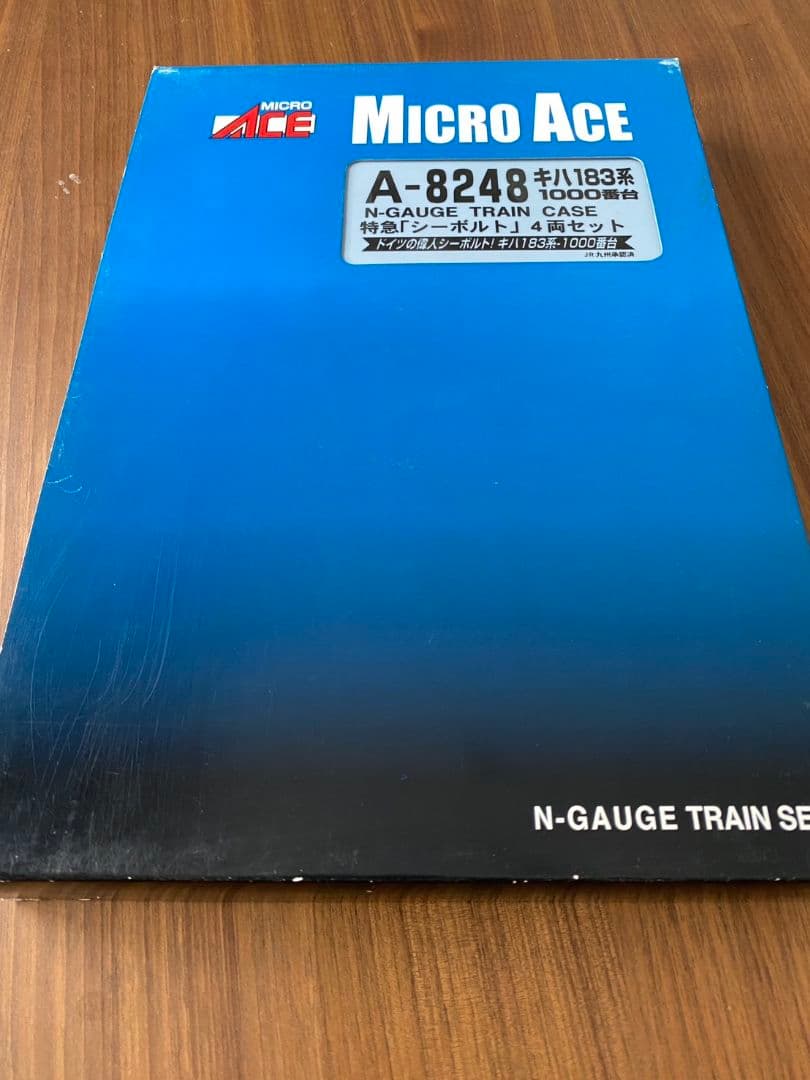 MICRO
ACE
MICRO ACE
A-8248 キハ183系
1000番台
N-GAUGE TRAIN CASE
特急「シーボルト」4両セット
ドイツの偉人シーボルト!キハ183系-1000番台
JR九州承認済
N-GAUGE TRAIN SE